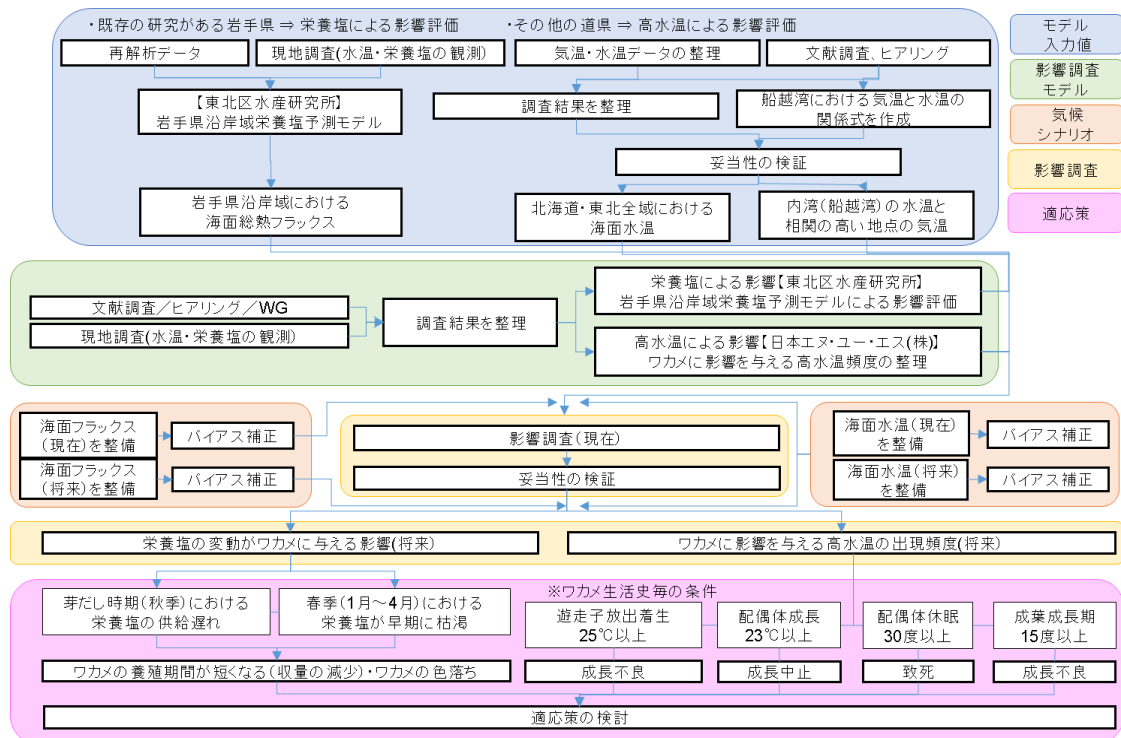 ・既存の研究がある岩手県 ⇒ 栄養塩による影響評価
・その他の道県 ⇒ 高水温による影響評価
再解析データ
現地調査(水温・栄養塩の観測)
気温・水温データの整理
文献調査、ヒアリング
【東北区水産研究所】
岩手県沿岸域栄養塩予測モデル
調査結果を整理
船越湾における気温と水温の
関係式を作成
妥当性の検証
岩手県沿岸域における
海面総熱フラックス
北海道・東北全域における
海面水温
内湾(船越湾)の水温と
相関の高い地点の気温
モデル
入力値
影響調査
モデル
気候
シナリオ
影響調査
適応策
文献調査／ヒアリング／WG
現地調査(水温・栄養塩の観測)
調査結果を整理
栄養塩による影響【東北区水産研究所】
岩手県沿岸域栄養塩予測モデルによる影響評価
高水温による影響【日本エヌ・ユー・エス(株)】
ワカメに影響を与える高水温頻度の整理
海面フラックス
(現在)を整備
バイアス補正
海面フラックス
(将来)を整備
バイアス補正
影響調査(現在)
妥当性の検証
海面水温(現在)
を整備
バイアス補正
海面水温(将来)
を整備
バイアス補正
栄養塩の変動がワカメに与える影響(将来)
ワカメに影響を与える高水温の出現頻度(将来)
※ワカメ生活史毎の条件
芽だし時期(秋季)における
栄養塩の供給遅れ
春季(1月～4月)における
栄養塩が早期に枯渇
遊走子放出着生
25℃以上
配偶体成長
23℃以上
配偶体休眠
30度以上
成葉成長期
15度以上
ワカメの養殖期間が短くなる(収量の減少)・ワカメの色落ち
成長不良
成長中止
致死
成長不良
適応策の検討